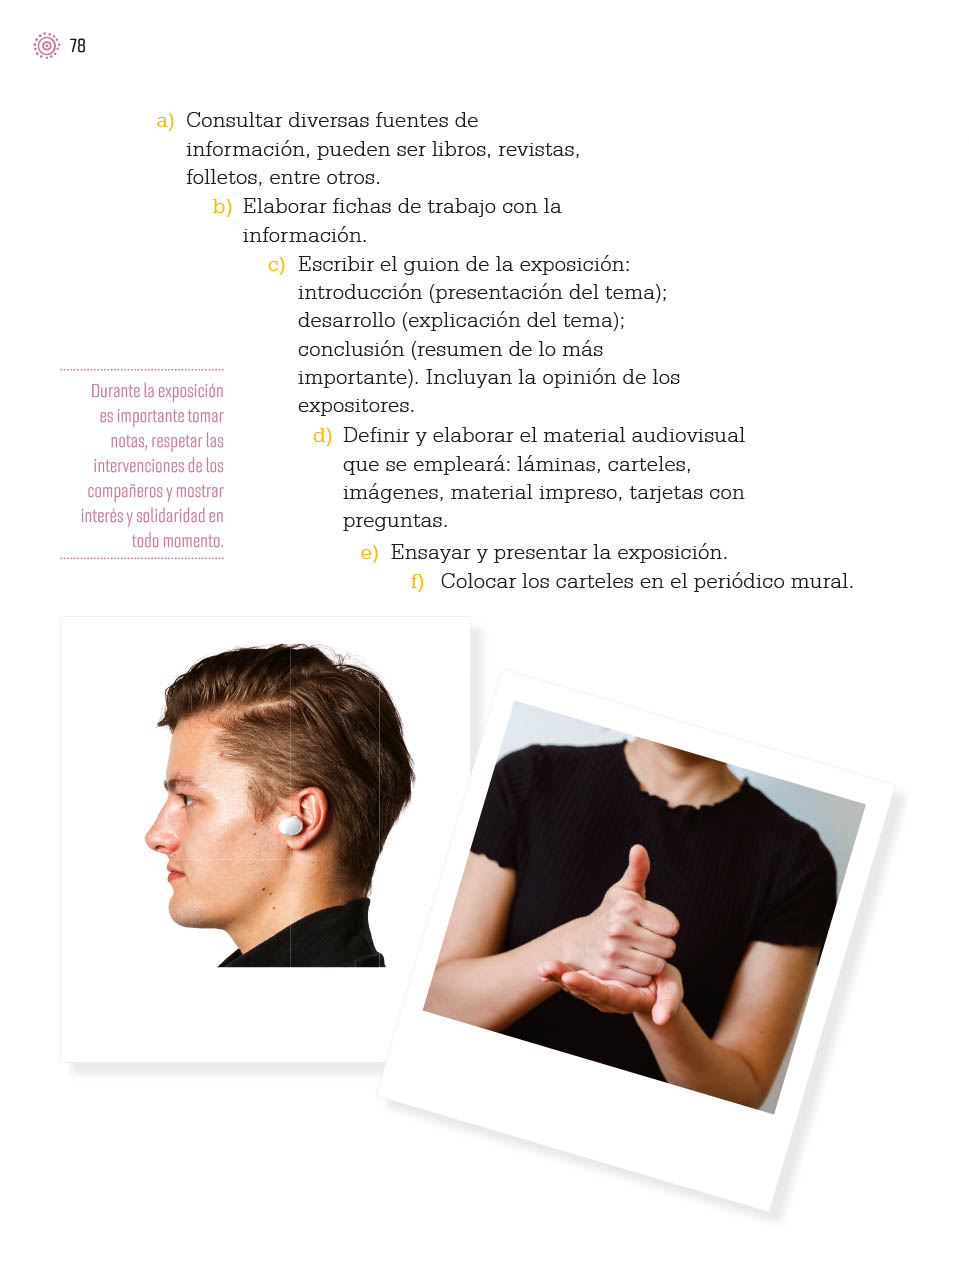 78
a) Consultar diversas fuentes de
información, pueden ser libros, revistas,
folletos, entre otros.
b) Elaborar fichas de trabajo con la
información.
c) Escribir el guion de la exposición:
introducción (presentación del tema);
desarrollo (explicación del tema);
conclusión (resumen de lo más
importante). Incluyan la opinión de los
expositores.
d) Definir y elaborar el material audiovisual
que se empleará: láminas, carteles,
imágenes, material impreso, tarjetas con
preguntas.
e) Ensayar y presentar la exposición.
f) Colocar los carteles en el periódico mural.
Durante la exposición
es importante tomar
notas, respetar las
intervenciones de los
compañeros y mostrar
interés y solidaridad en
todo momento.